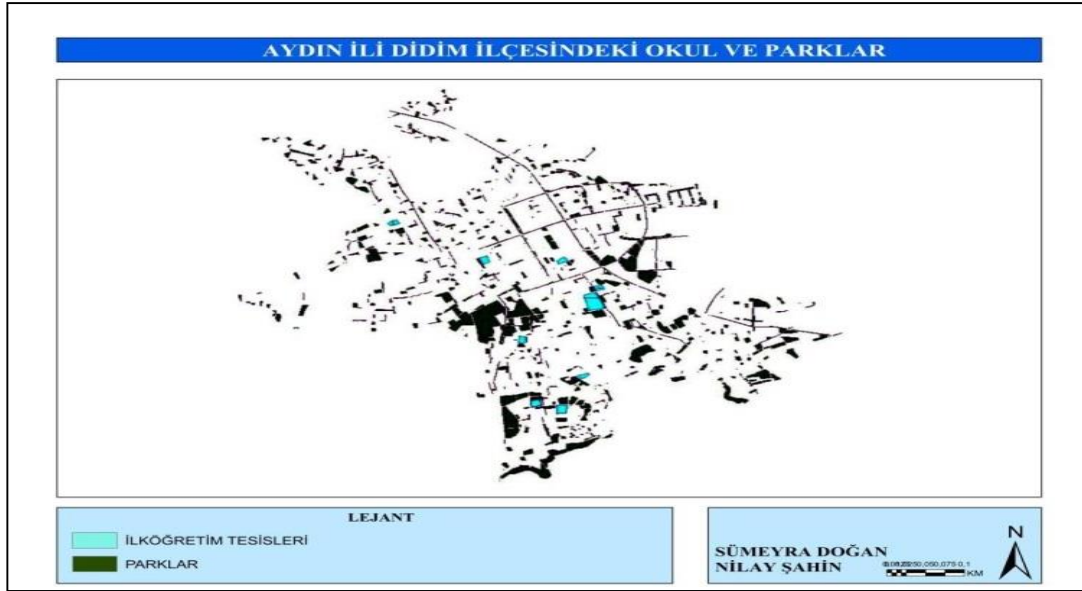 AYDIN İLİ DİDİM İLÇESİNDEKİ OKUL VE PARKLAR
LEJANT
İLKÖĞRETİM TESİSLERİ
PARKLAR
SÜMEYRA DOĞAN
NİLAY ŞAHİN
N
KM